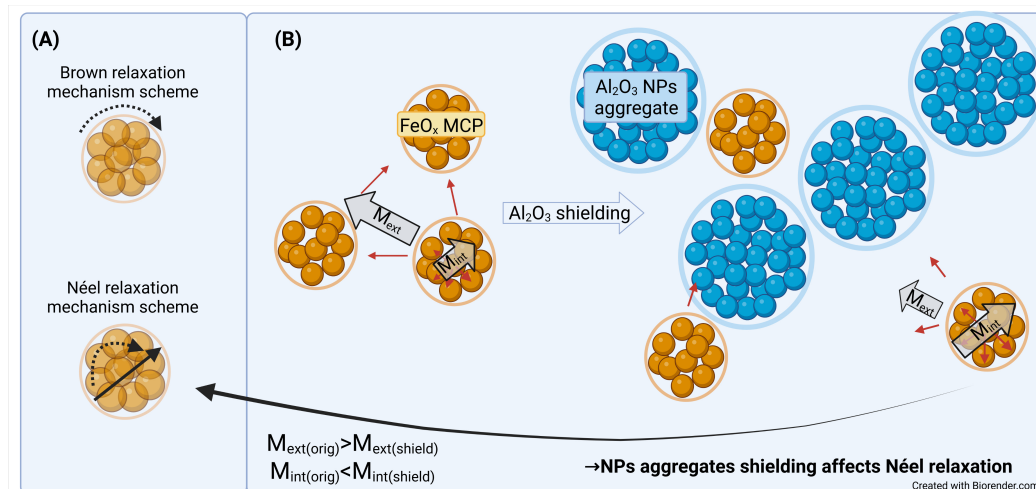 (A)
Brown relaxation
mechanism scheme
Néel relaxation
mechanism scheme
(B)
FeOₓ MCP
Mext
Mint
Al₂O₃ shielding
Al₂O₃ NPs
aggregate
Mext
Mint
Mext(orig)>Mext(shield)
Mint(orig)<Mint(shield)
→NPs aggregates shielding affects Néel relaxation
Created with Biorender.com